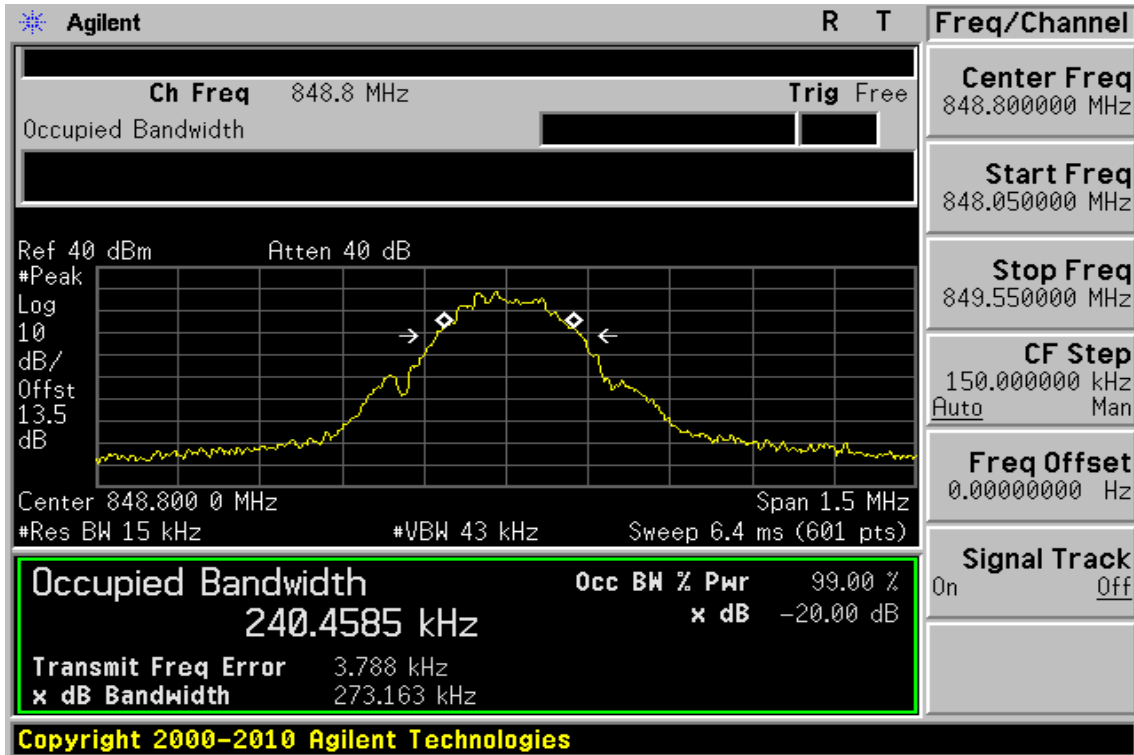 Agilent R T
Freq/Channel
Ch Freq 848.8 MHz Trig Free
Occupied Bandwidth
Center Freq
848.800000 MHz
Start Freq
848.050000 MHz
Stop Freq
849.550000 MHz
CF Step
150.000000 kHz
Auto Man
Freq Offset
0.00000000 Hz
Signal Track
On Off
Ref 40 dBm Atten 40 dB
#Peak
Log
10
dB/
Offst
13.5
dB
Center 848.800 0 MHz Span 1.5 MHz
#Res BW 15 kHz #VBW 43 kHz Sweep 6.4 ms (601 pts)
Occupied Bandwidth
240.4585 kHz
Occ BW % Pwr 99.00 %
x dB -20.00 dB
Transmit Freq Error 3.788 kHz
x dB Bandwidth 273.163 kHz
Copyright 2000-2010 Agilent Technologies